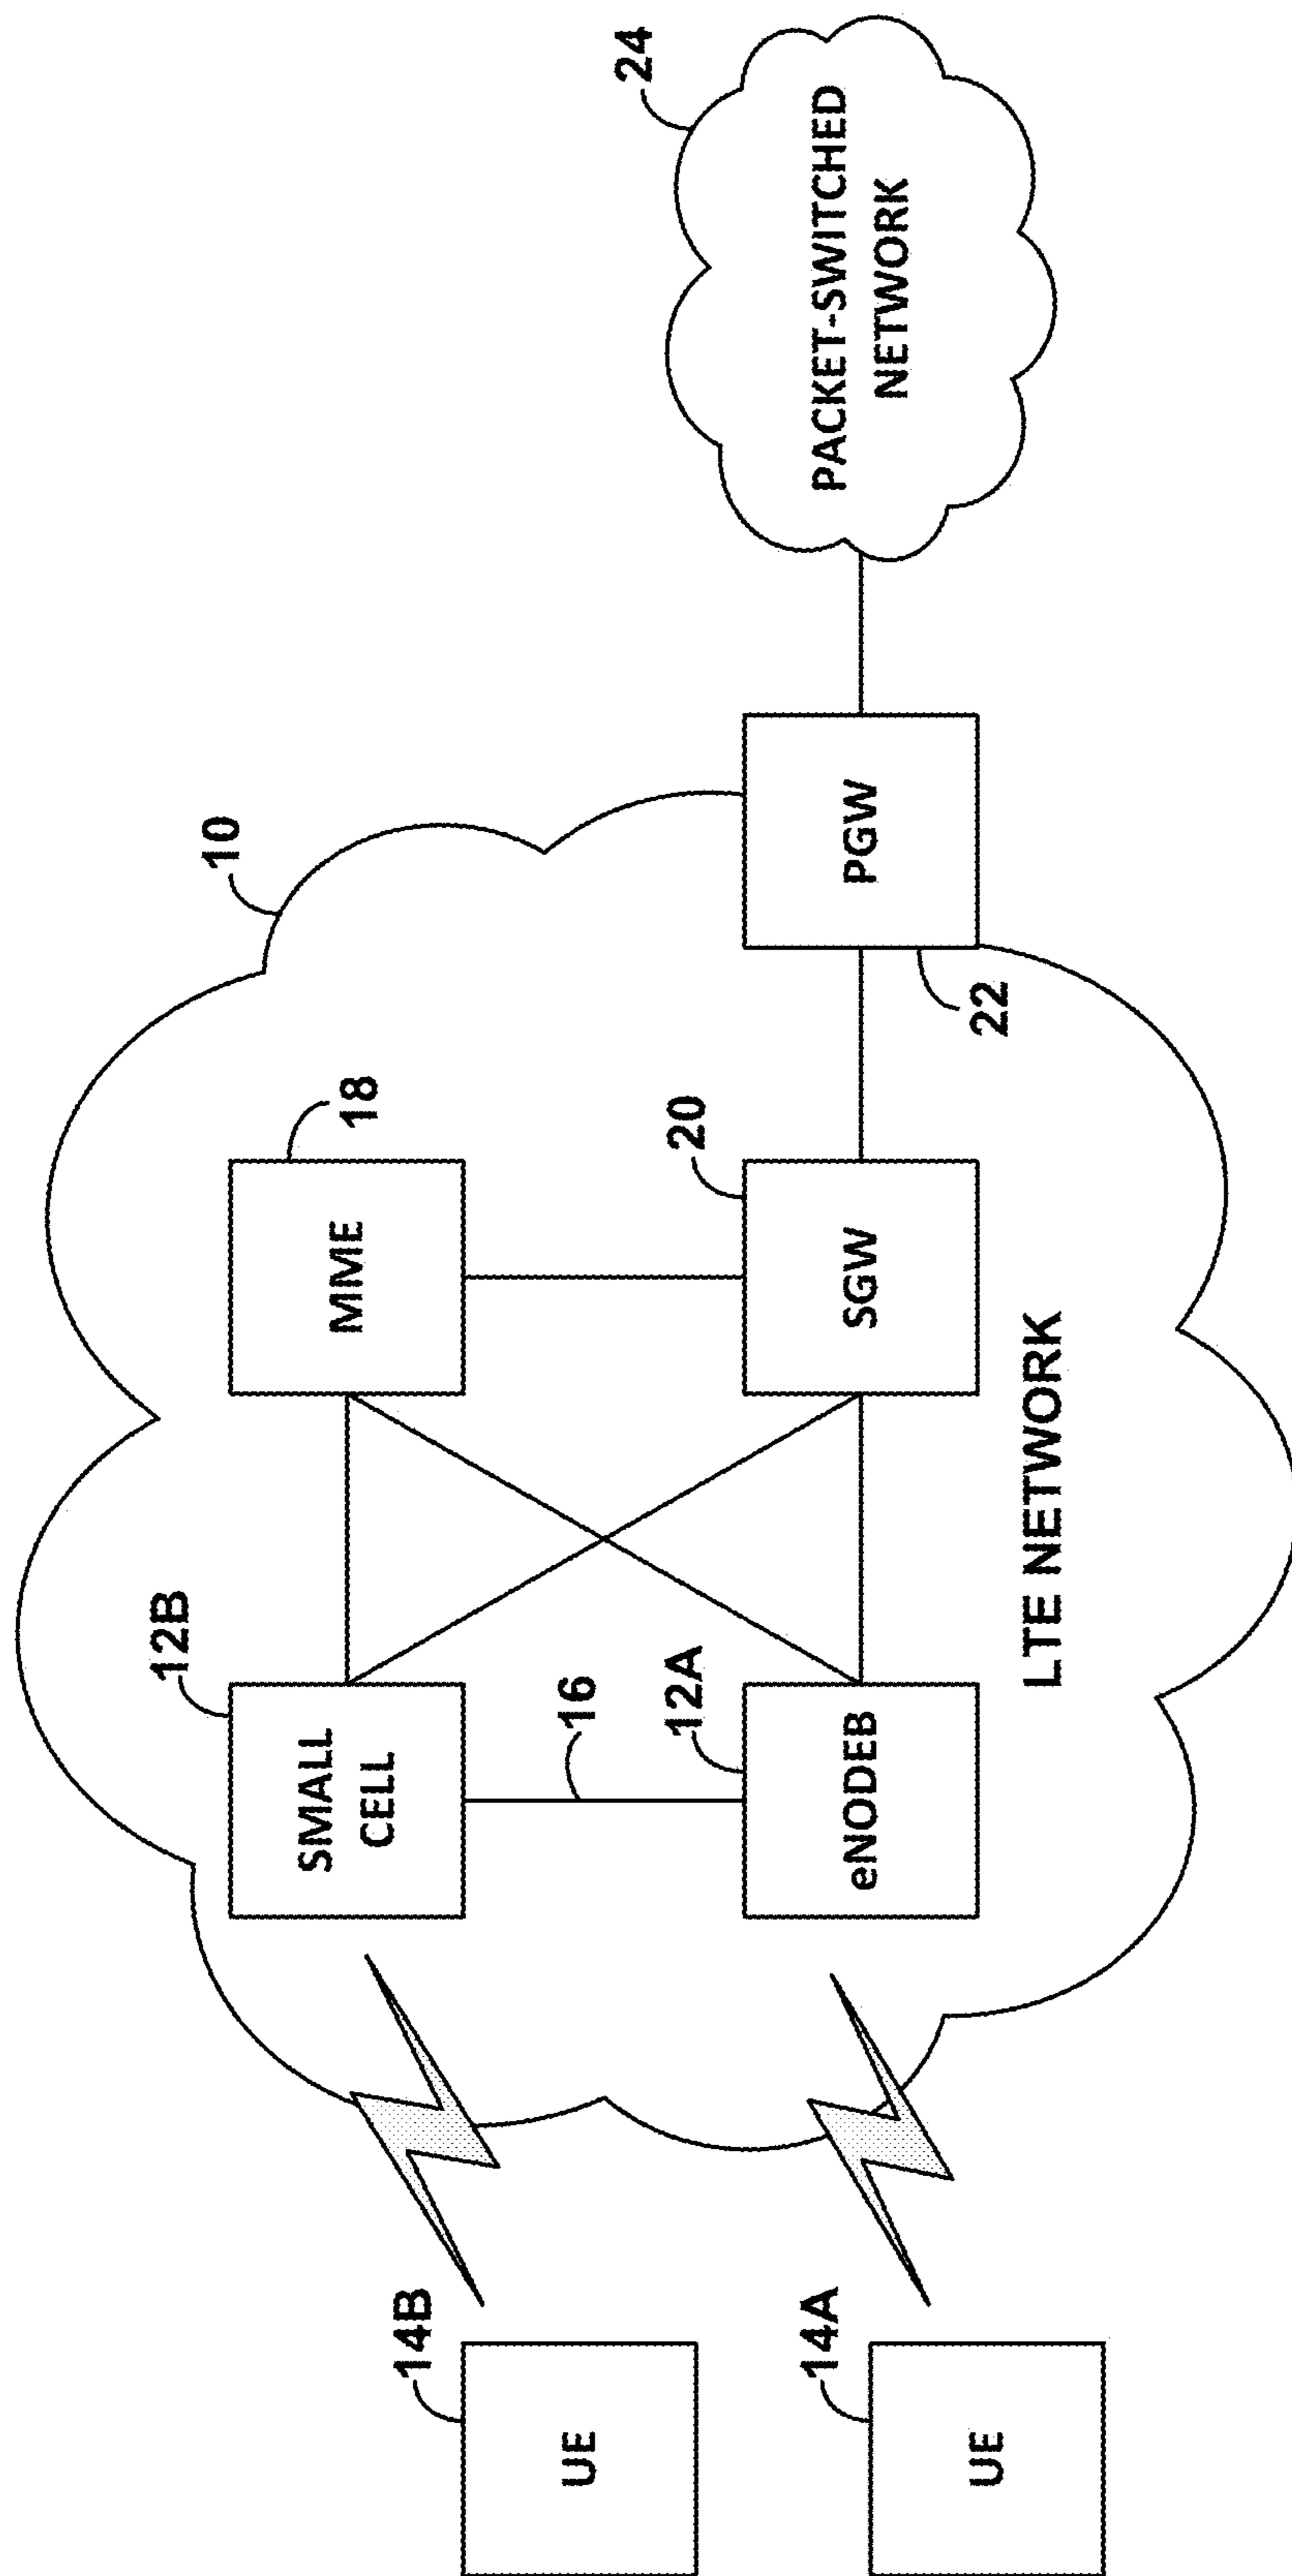 10
24
12B
18
SMALL
CELL
MME
14B
16
UE
12A
20
PACKET-SWITCHED
NETWORK
14A
eNODEB
SGW
PGW
UE
22
LTE NETWORK